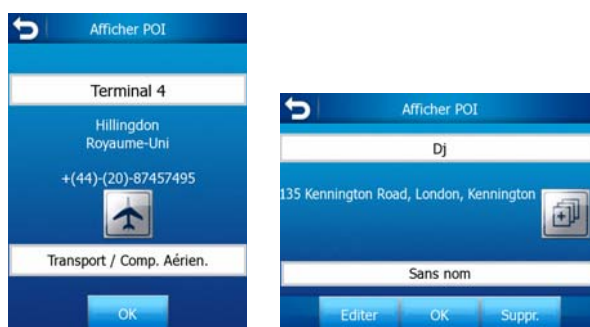 Afficher POI
Terminal 4
Hillingdon
Royaume-Uni
+(44)-(20)-87457495
Transport / Comp. Aérien.
OK
Afficher POI
Dj
135 Kennington Road, London, Kennington
Sans nom
Editer
OK
Suppr.